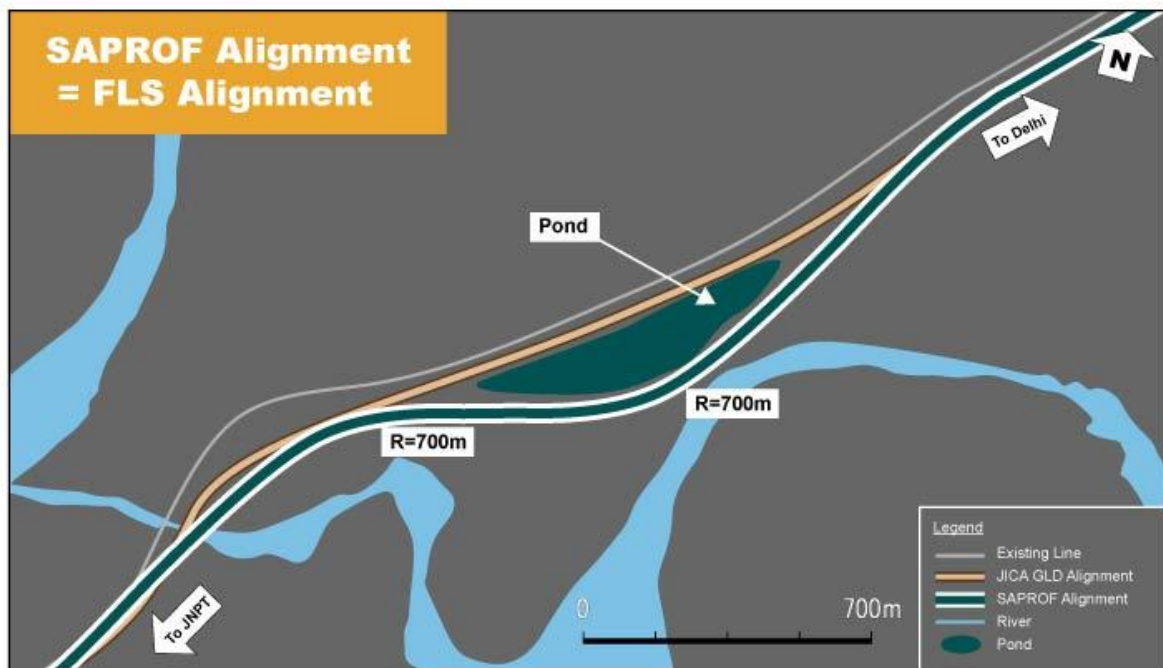 SAPROF Alignment
= FLS Alignment
N
To Delhi
Pond
R=700m
R=700m
To JNPT
0
700m
Legend
Existing Line
JICA GLD Alignment
SAPROF Alignment
River
Pond